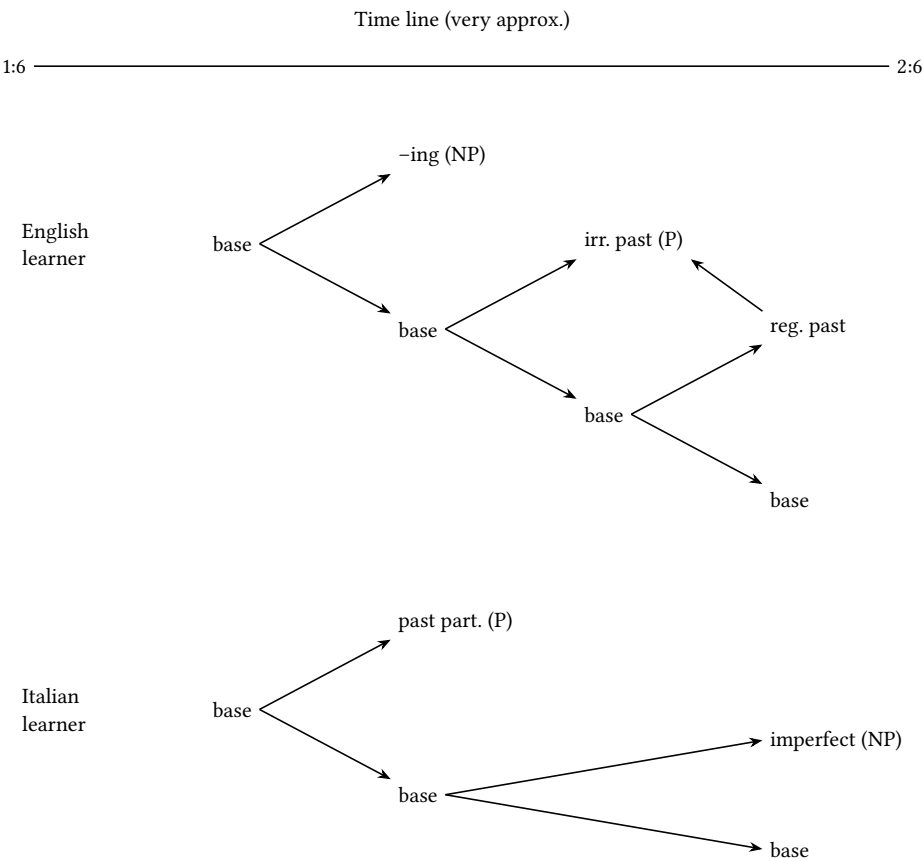 Time line (very approx.)
1:6
2:6
–ing (NP)
English
learner
base
irr. past (P)
base
reg. past
base
base
past part. (P)
Italian
learner
base
imperfect (NP)
base
base